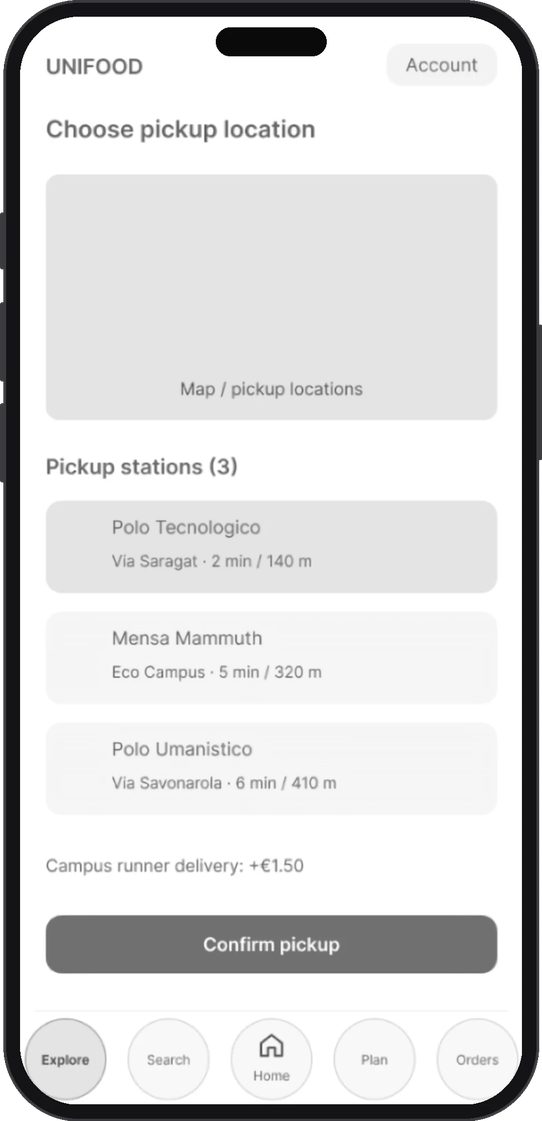 UNIFOOD
Account
Choose pickup location
Map / pickup locations
Pickup stations (3)
Polo Tecnologico
Via Saragat · 2 min / 140 m
Mensa Mammuth
Eco Campus · 5 min / 320 m
Polo Umanistico
Via Savonarola · 6 min / 410 m
Campus runner delivery: +€1.50
Confirm pickup
Explore
Search
Home
Plan
Orders